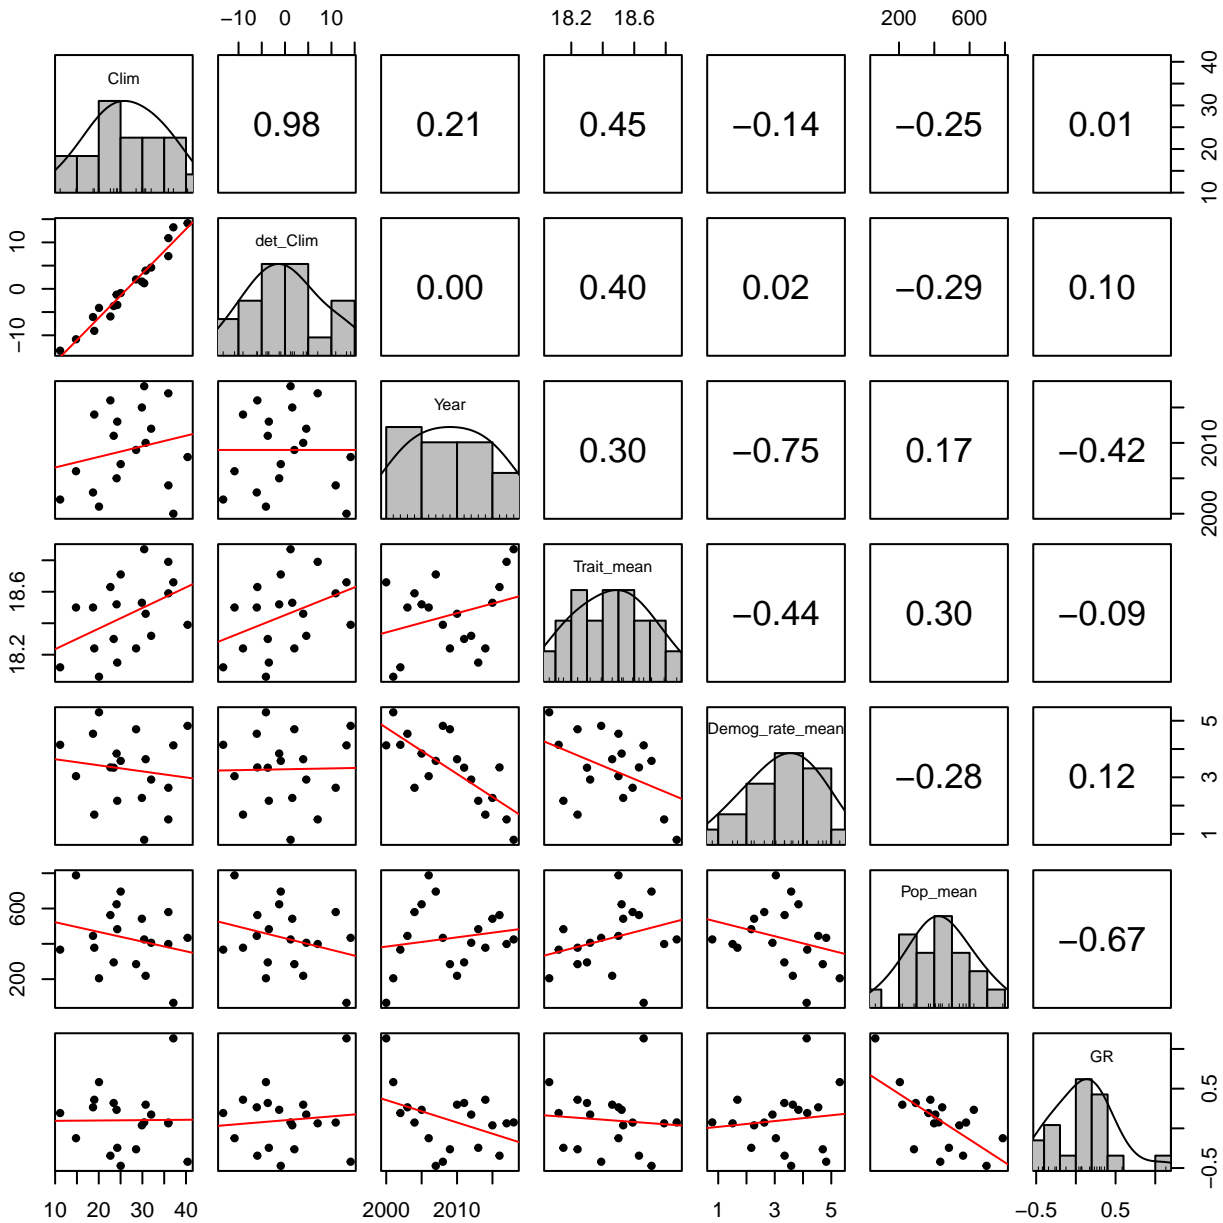 −10 0 10 18.2 18.6 200 600
Clim 0.98 0.21 0.45 −0.14 −0.25 0.01 10 20 30 40
−10 0 10 det_Clim 0.00 0.40 0.02 −0.29 0.10
Year 0.30 −0.75 0.17 −0.42 2000 2010
18.2 18.6 Trait_mean −0.44 0.30 −0.09
Demog_rate_mean −0.28 0.12 1 3 5
200 600 Pop_mean −0.67
GR −0.5 0.5
10 20 30 40 2000 2010 1 3 5 −0.5 0.5